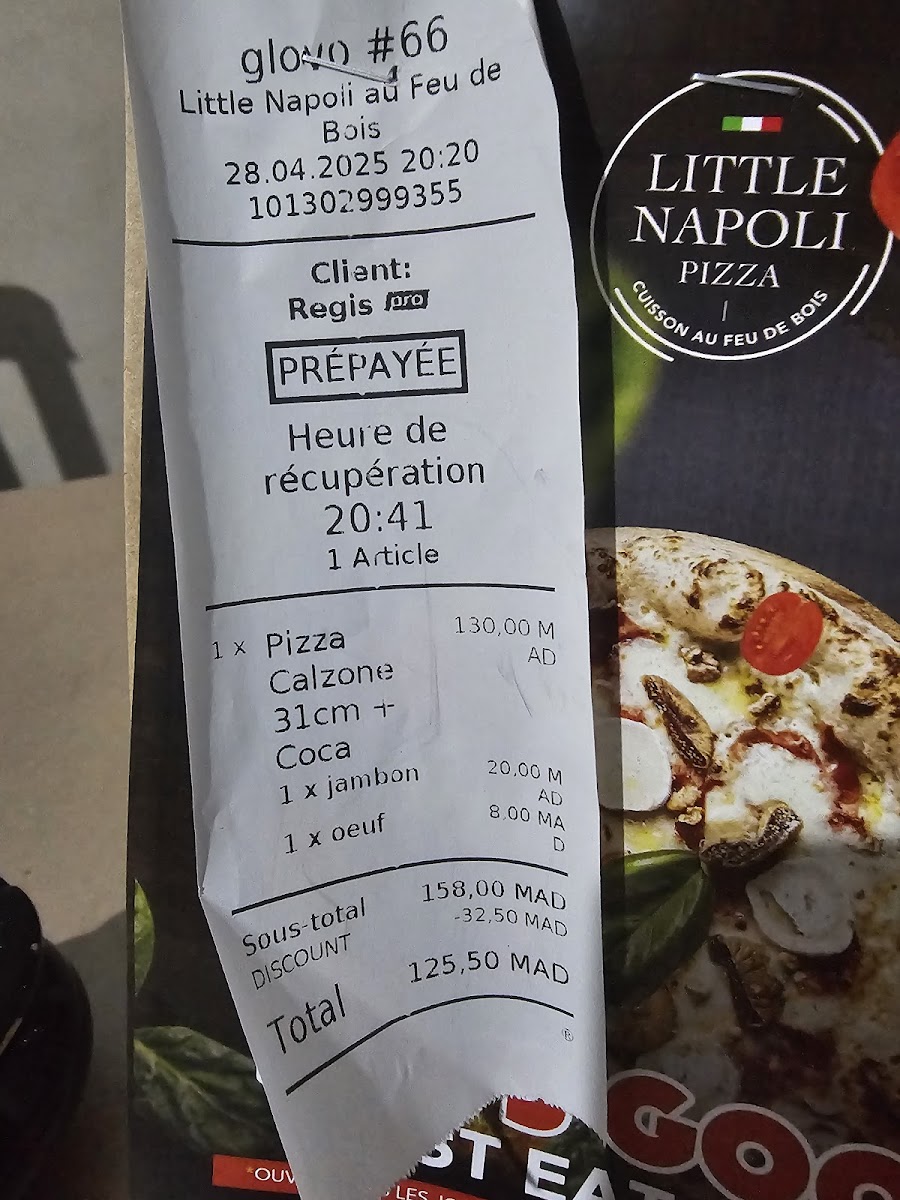 glovo #66
Little Napoli au Feu de
Bois
28.04.2025 20:20
101302999355
Client:
Regis pro
PRÉPAYÉE
Heure de
récupération
20:41
1 Article
1 x Pizza 130,00 M
AD
Calzone
31cm +
Coca
1 x jambon 20,00 M
AD
1 x oeuf 8,00 MA
D
Sous-total 158,00 MAD
DISCOUNT -32,50 MAD
Total 125,50 MAD
LITTLE
NAPOLI
PIZZA
CUISSON AU FEU DE BOIS